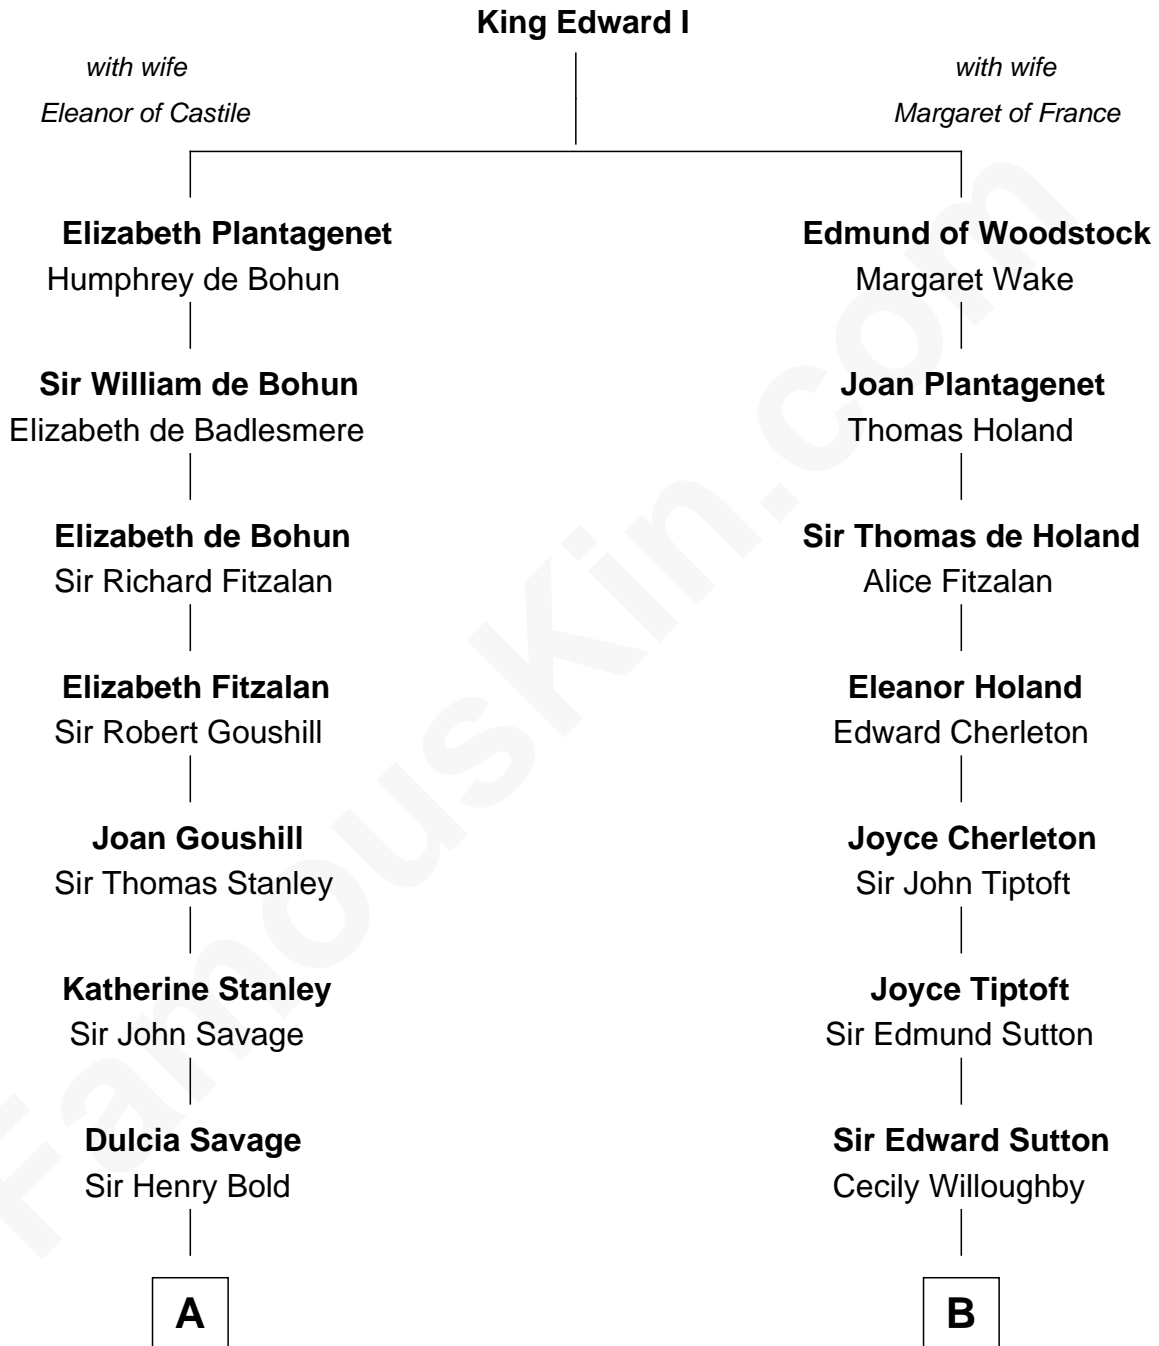 King Edward I
with wife
Eleanor of Castile
with wife
Margaret of France
Elizabeth Plantagenet
Humphrey de Bohun
Edmund of Woodstock
Margaret Wake
Sir William de Bohun
Elizabeth de Badlesmere
Joan Plantagenet
Thomas Holand
Elizabeth de Bohun
Sir Richard Fitzalan
Sir Thomas de Holand
Alice Fitzalan
Elizabeth Fitzalan
Sir Robert Goushill
Eleanor Holand
Edward Cherleton
Joan Goushill
Sir Thomas Stanley
Joyce Cherleton
Sir John Tiptoft
Katherine Stanley
Sir John Savage
Joyce Tiptoft
Sir Edmund Sutton
Dulcia Savage
Sir Henry Bold
Sir Edward Sutton
Cecily Willoughby
A
B
FamousKin.com